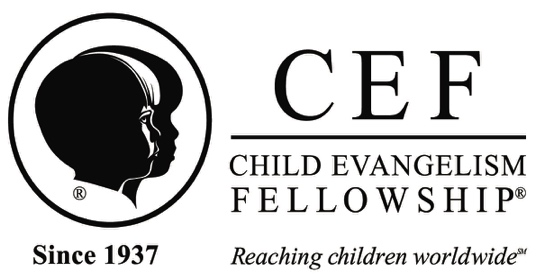 CEF
CHILD EVANGELISM
FELLOWSHIP®
®
Since 1937
Reaching children worldwide℠